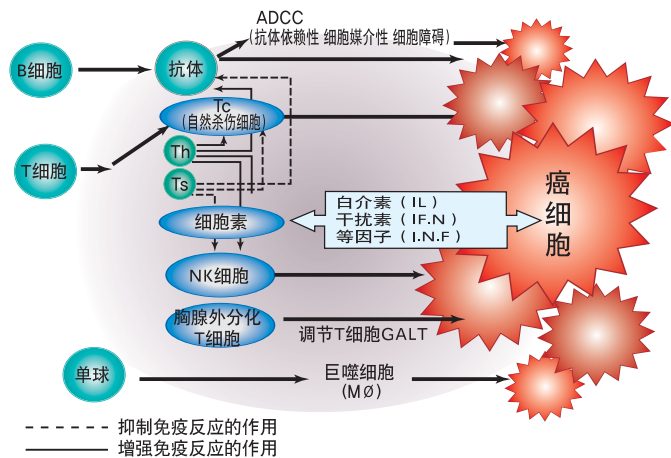 ADCC
(抗体依赖性 细胞媒介性 细胞障碍)
B细胞
抗体
Tc
(自然杀伤细胞)
T细胞
Th
Ts
细胞素
白介素（IL）
干扰素（IF.N）
等因子（I.N.F）
癌细胞
NK细胞
胸腺外分化
T细胞
调节T细胞GALT
单球
巨噬细胞
(MØ)
抑制免疫反应的作用
增强免疫反应的作用